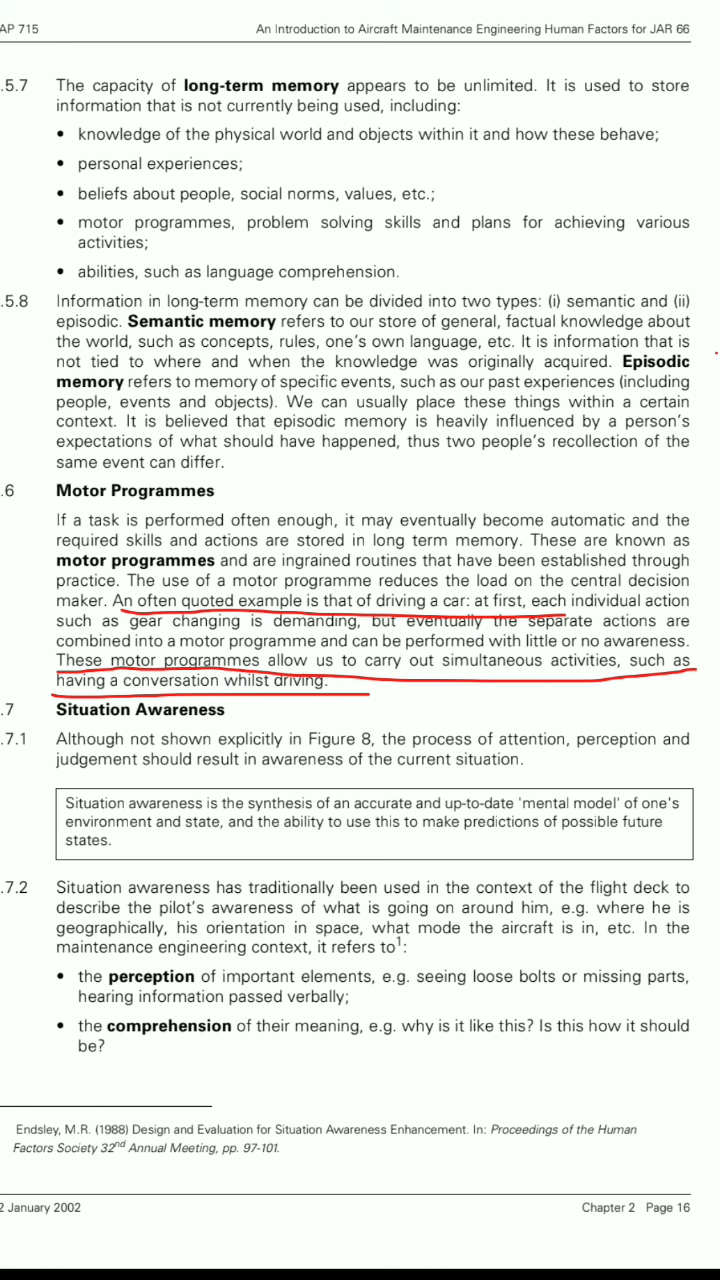 AP 715
An Introduction to Aircraft Maintenance Engineering Human Factors for JAR 66
.5.7 The capacity of long-term memory appears to be unlimited. It is used to store
information that is not currently being used, including:
• knowledge of the physical world and objects within it and how these behave;
• personal experiences;
• beliefs about people, social norms, values, etc.;
• motor programmes, problem solving skills and plans for achieving various
activities;
• abilities, such as language comprehension.
.5.8 Information in long-term memory can be divided into two types: (i) semantic and (ii)
episodic. Semantic memory refers to our store of general, factual knowledge about
the world, such as concepts, rules, one's own language, etc. It is information that is
not tied to where and when the knowledge was originally acquired. Episodic
memory refers to memory of specific events, such as our past experiences (including
people, events and objects). We can usually place these things within a certain
context. It is believed that episodic memory is heavily influenced by a person's
expectations of what should have happened, thus two people's recollection of the
same event can differ.
.6 Motor Programmes
If a task is performed often enough, it may eventually become automatic and the
required skills and actions are stored in long term memory. These are known as
motor programmes and are ingrained routines that have been established through
practice. The use of a motor programme reduces the load on the central decision
maker. An often quoted example is that of driving a car: at first, each individual action
such as gear changing is demanding, but eventually the separate actions are
combined into a motor programme and can be performed with little or no awareness.
These motor programmes allow us to carry out simultaneous activities, such as
having a conversation whilst driving.
.7 Situation Awareness
.7.1 Although not shown explicitly in Figure 8, the process of attention, perception and
judgement should result in awareness of the current situation.
Situation awareness is the synthesis of an accurate and up-to-date 'mental model' of one's
environment and state, and the ability to use this to make predictions of possible future
states.
.7.2 Situation awareness has traditionally been used in the context of the flight deck to
describe the pilot's awareness of what is going on around him, e.g. where he is
geographically, his orientation in space, what mode the aircraft is in, etc. In the
maintenance engineering context, it refers to1:
• the perception of important elements, e.g. seeing loose bolts or missing parts,
hearing information passed verbally;
• the comprehension of their meaning, e.g. why is it like this? Is this how it should
be?
Endsley, M.R. (1988) Design and Evaluation for Situation Awareness Enhancement. In: Proceedings of the Human
Factors Society 32nd Annual Meeting, pp. 97-101.
2 January 2002
Chapter 2 Page 16